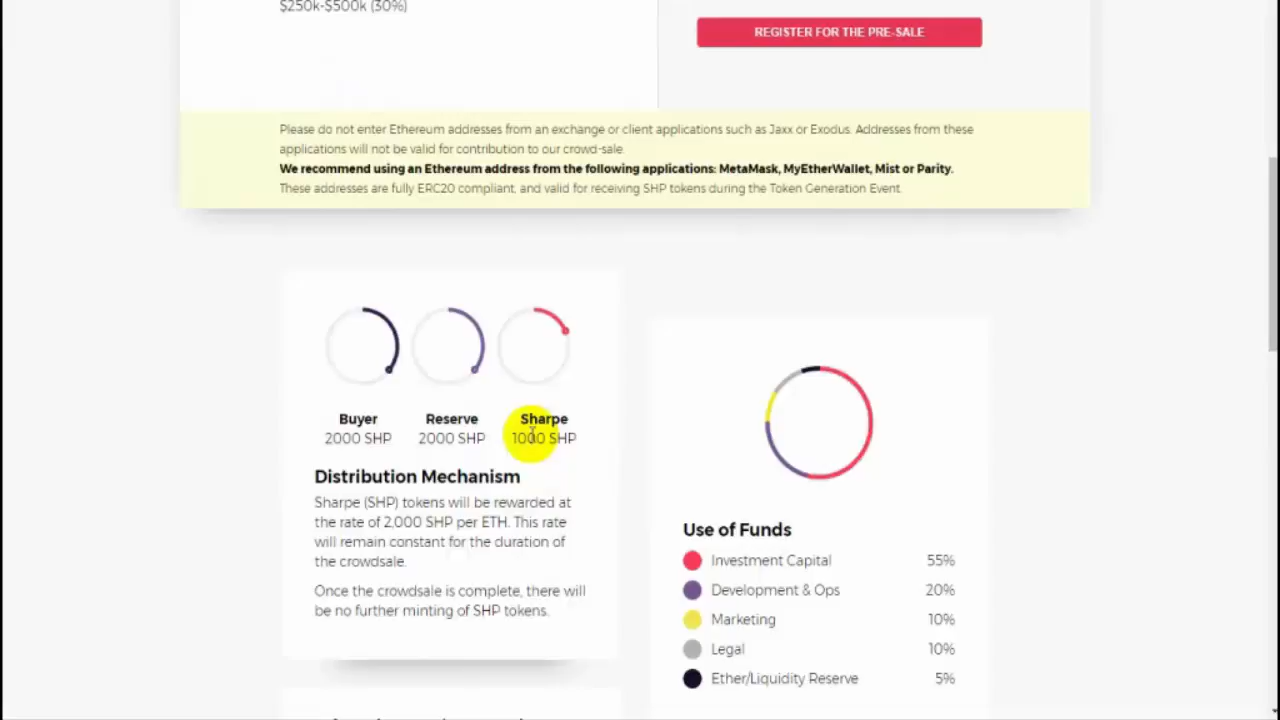 $250k-$500k (30%)
REGISTER FOR THE PRE-SALE
Please do not enter Ethereum addresses from an exchange or client applications such as Jaxx or Exodus. Addresses from these
applications will not be valid for contribution to our crowd-sale.
We recommend using an Ethereum address from the following applications: MetaMask, MyEtherWallet, Mist or Parity.
These addresses are fully ERC20 compliant, and valid for receiving SHP tokens during the Token Generation Event.
Buyer Reserve Sharpe
2000 SHP 2000 SHP 1000 SHP
Distribution Mechanism
Sharpe (SHP) tokens will be rewarded at
the rate of 2,000 SHP per ETH. This rate
will remain constant for the duration of
the crowdsale.
Once the crowdsale is complete, there will
be no further minting of SHP tokens.
Use of Funds
Investment Capital 55%
Development & Ops 20%
Marketing 10%
Legal 10%
Ether/Liquidity Reserve 5%